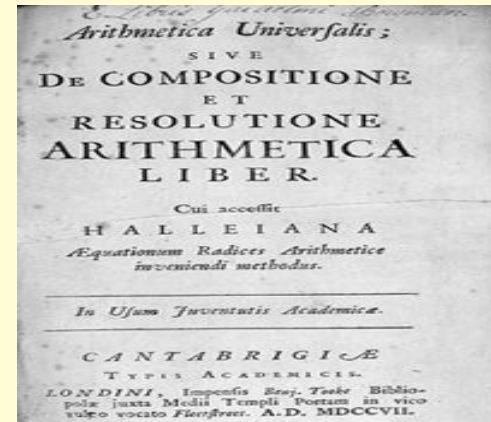 Arithmetica Universalis;
SIVE
DE COMPOSITIONE
ET
RESOLUTIONE
ARITHMETICA
LIBER.
Cui accessit
HALLEIANA
Æquationum Radices Arithmetice
inveniendi methodus.
In Usum Juventutis Academicæ.
CANTABRIGIÆ
TYPIS ACADEMICIS.
LONDINI, Impensis Benj. Tooke Biblio-
polæ juxta Medii Templi Portam in vico
vulgo vocato Fleetstreet. A.D. MDCCVII.